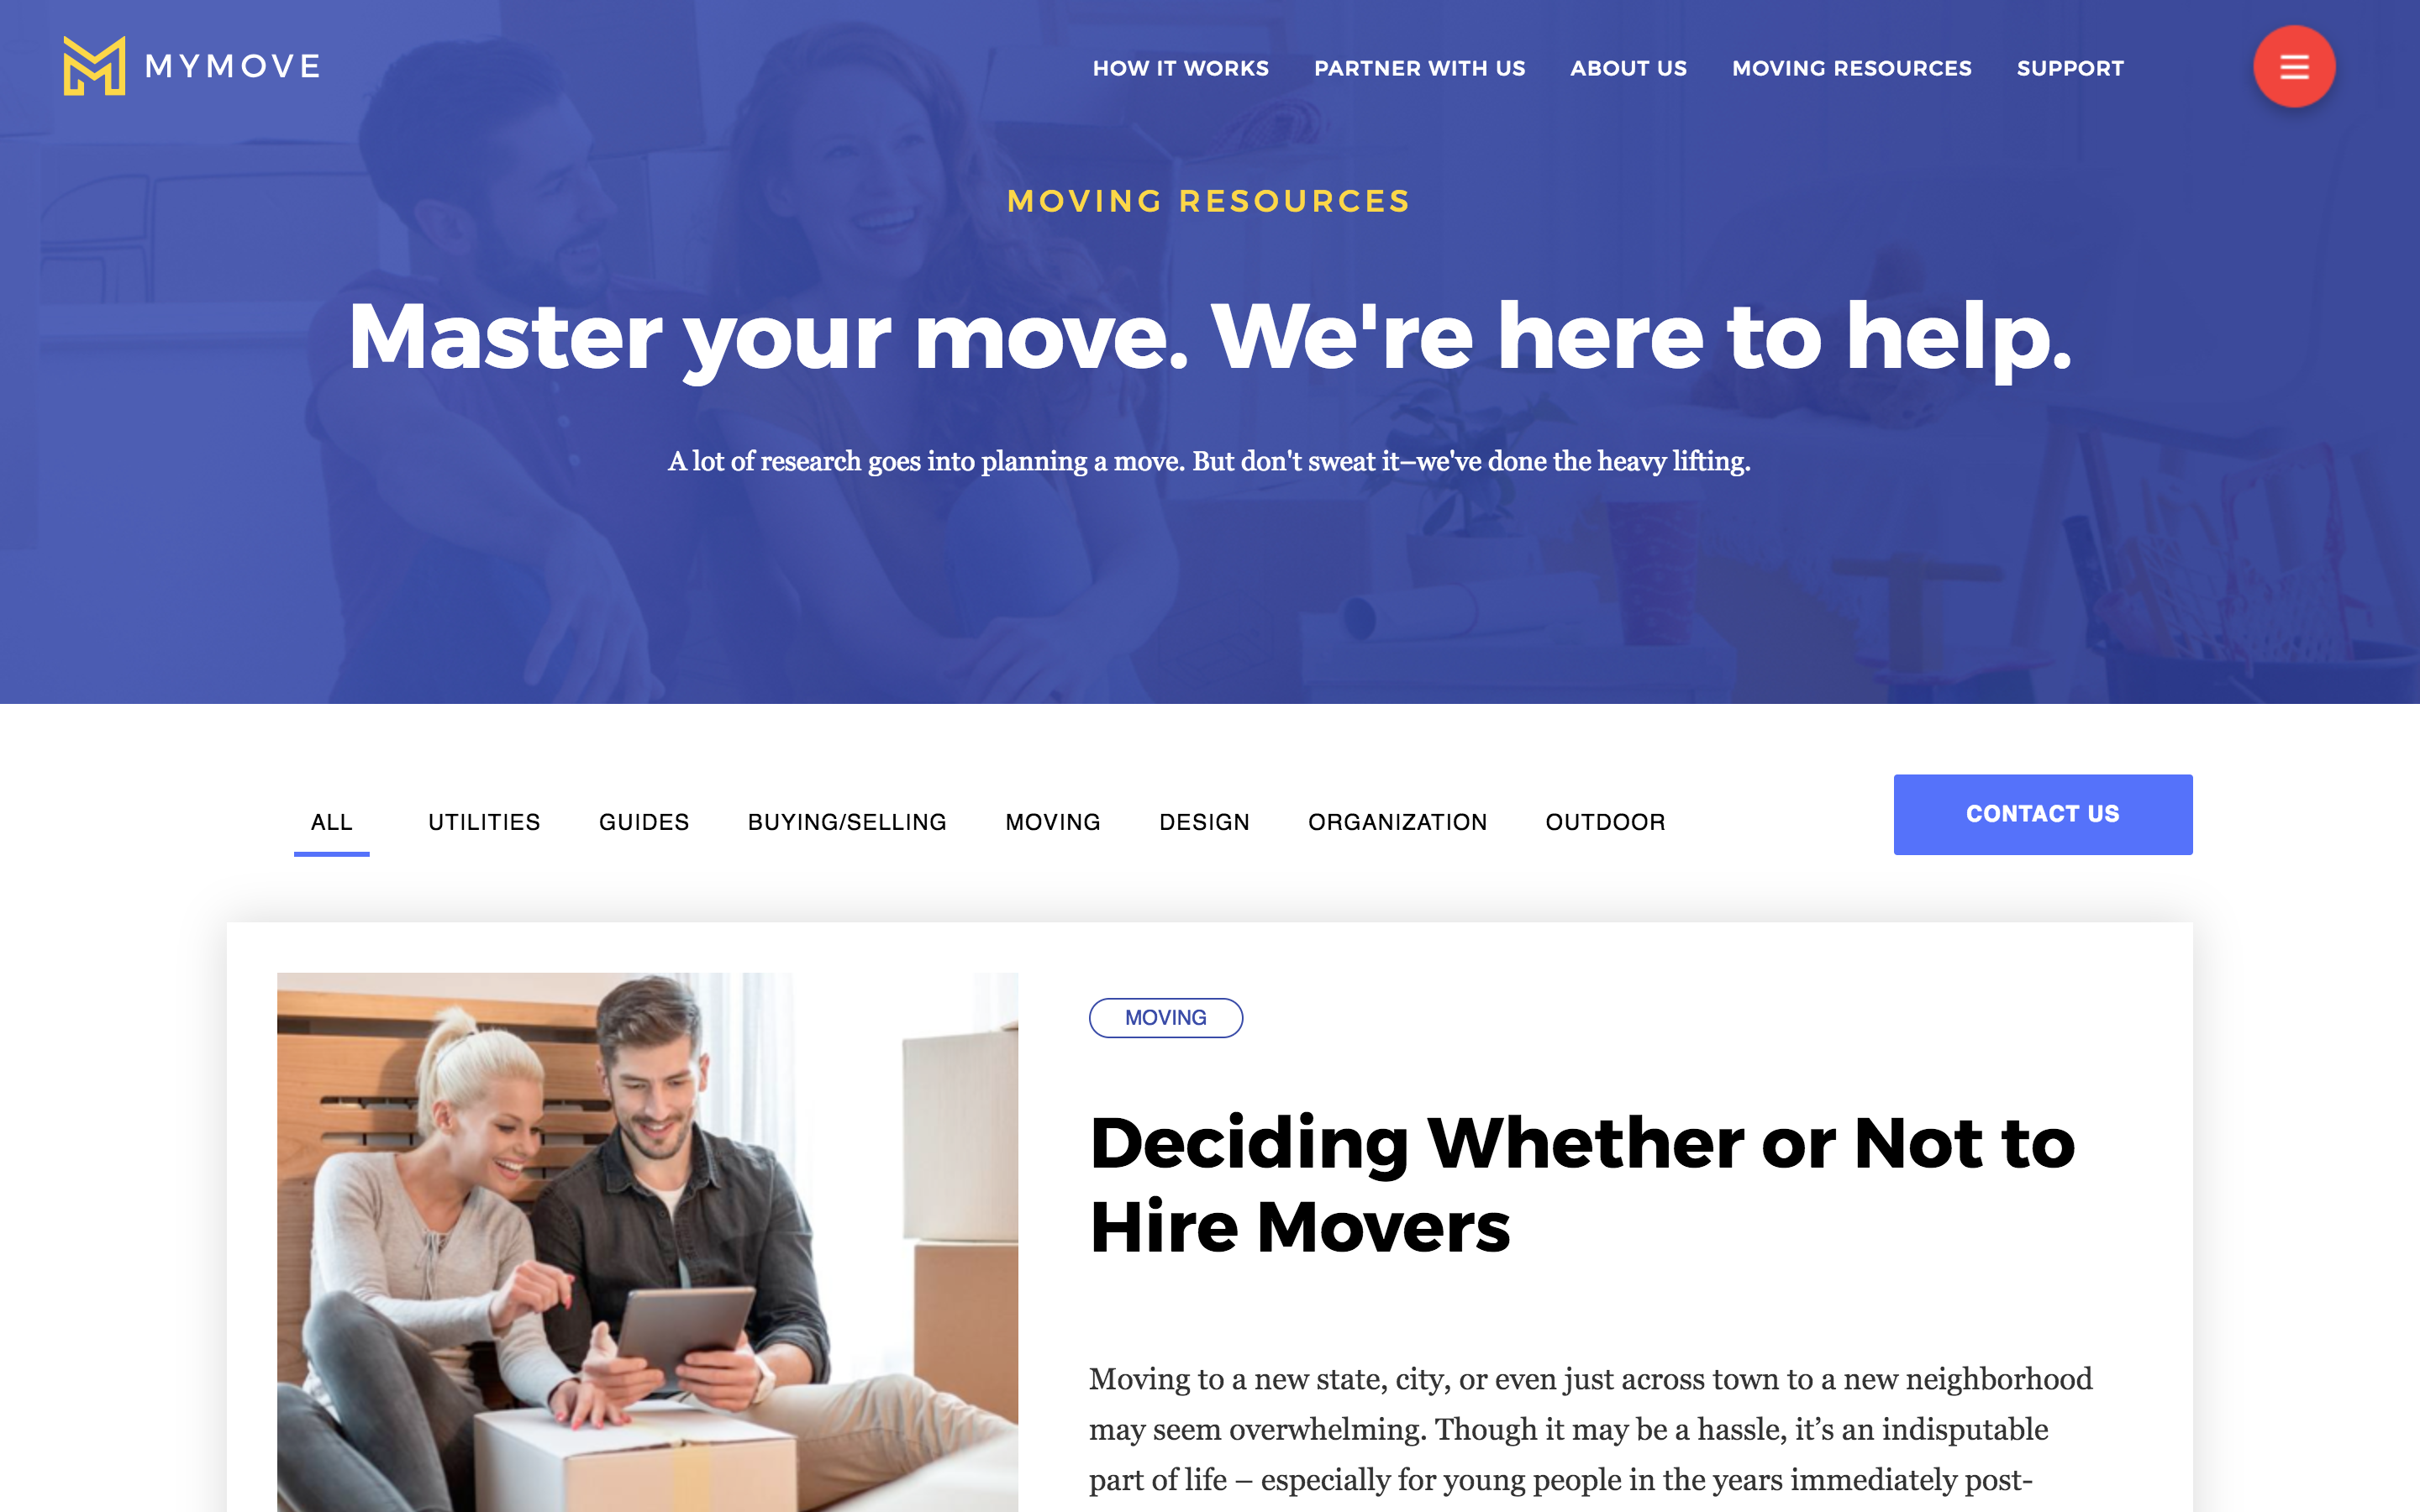 MYMOVE
HOW IT WORKS
PARTNER WITH US
ABOUT US
MOVING RESOURCES
SUPPORT
MOVING RESOURCES
Master your move. We're here to help.
A lot of research goes into planning a move. But don't sweat it–we've done the heavy lifting.
ALL
UTILITIES
GUIDES
BUYING/SELLING
MOVING
DESIGN
ORGANIZATION
OUTDOOR
CONTACT US
MOVING
Deciding Whether or Not to
Hire Movers
Moving to a new state, city, or even just across town to a new neighborhood
may seem overwhelming. Though it may be a hassle, it’s an indisputable
part of life – especially for young people in the years immediately post-